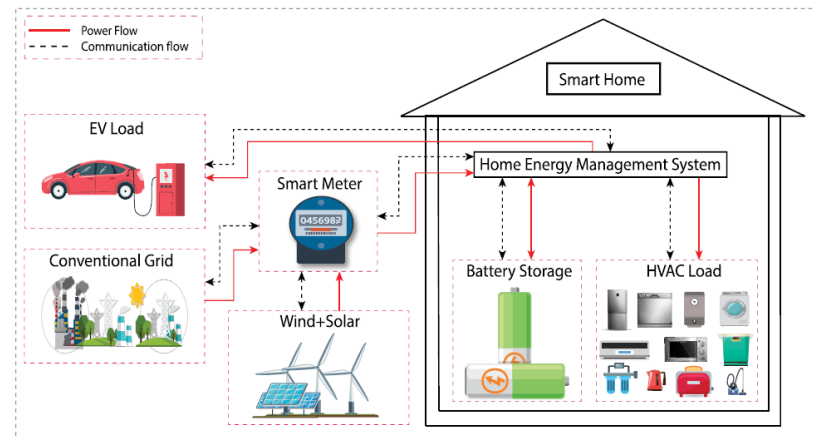 Power Flow
Communication flow
Smart Home
EV Load
Home Energy Management System
Smart Meter
0456983
Conventional Grid
Battery Storage
HVAC Load
Wind+Solar